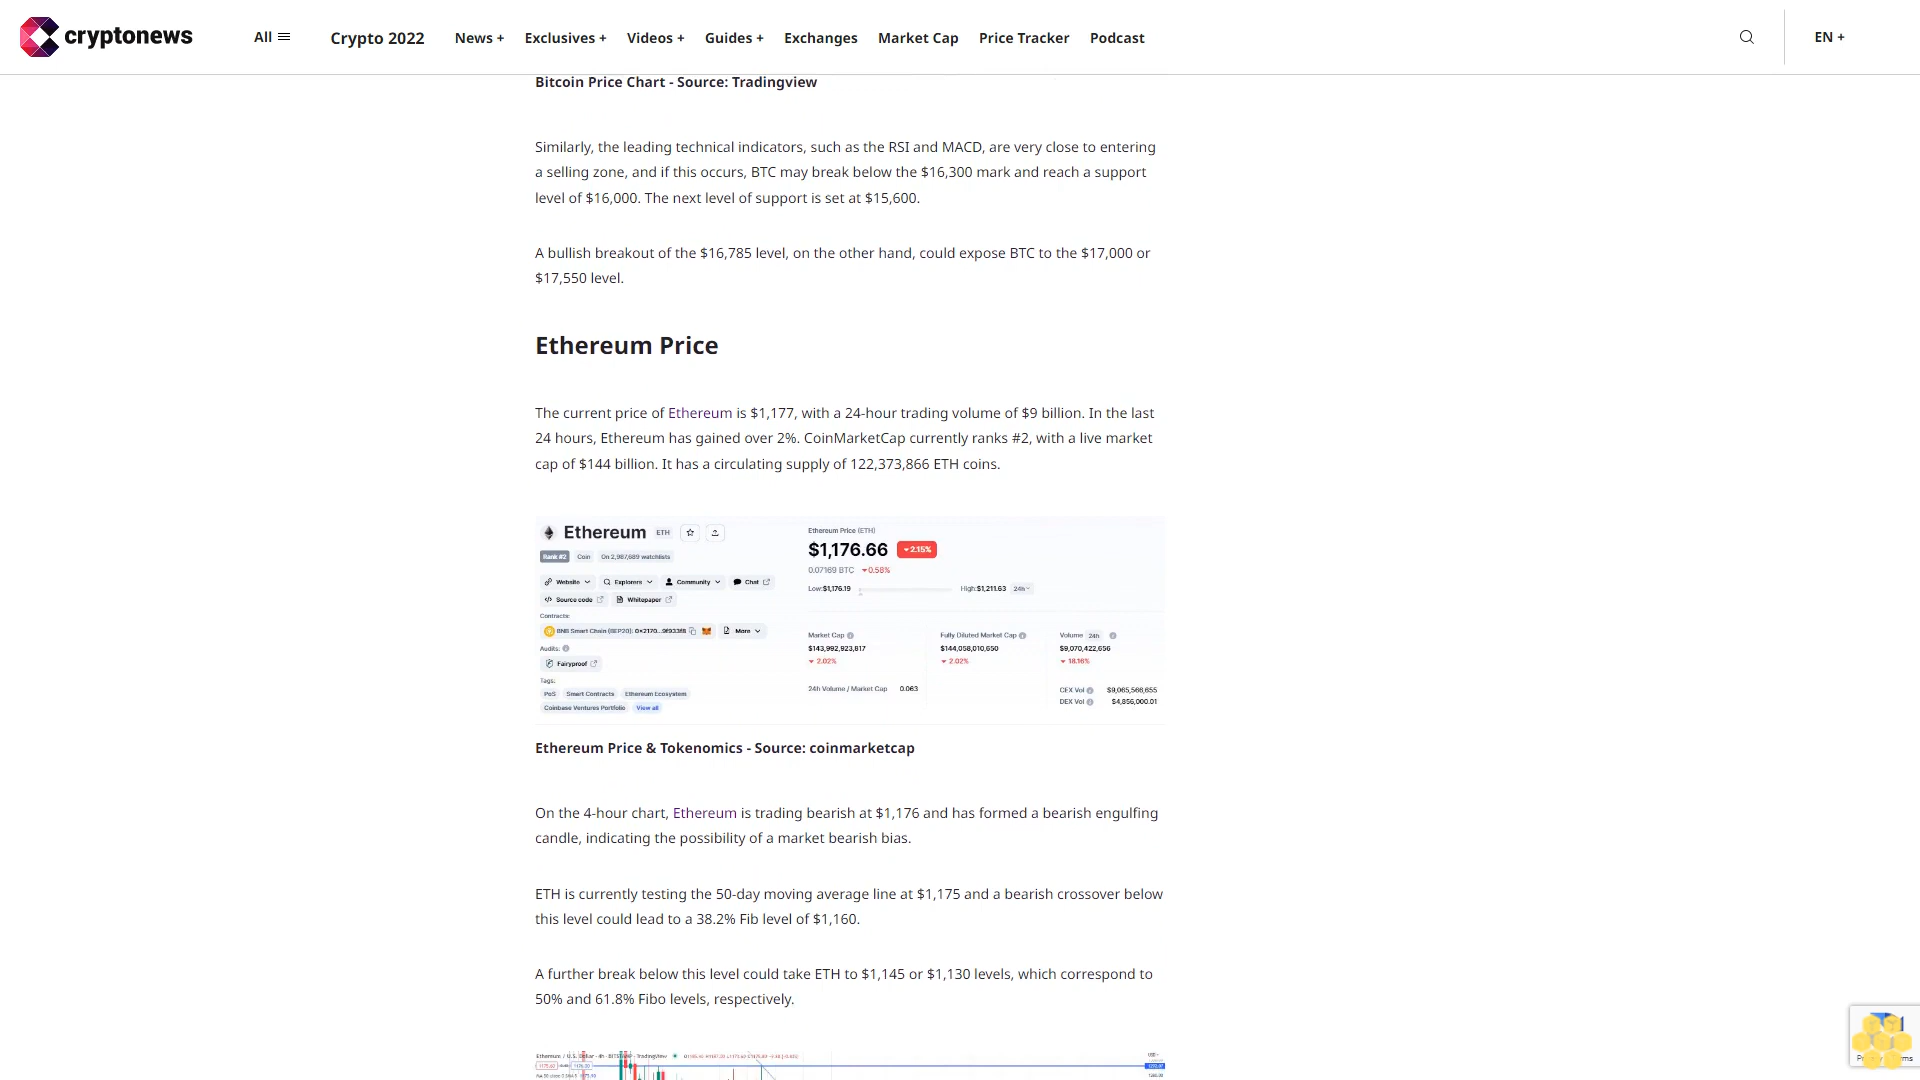 cryptonews
All
Crypto 2022
News +
Exclusives +
Videos +
Guides +
Exchanges
Market Cap
Price Tracker
Podcast
EN +
Bitcoin Price Chart - Source: Tradingview
Similarly, the leading technical indicators, such as the RSI and MACD, are very close to entering
a selling zone, and if this occurs, BTC may break below the $16,300 mark and reach a support
level of $16,000. The next level of support is set at $15,600.
A bullish breakout of the $16,785 level, on the other hand, could expose BTC to the $17,000 or
$17,550 level.
Ethereum Price
The current price of Ethereum is $1,177, with a 24-hour trading volume of $9 billion. In the last
24 hours, Ethereum has gained over 2%. CoinMarketCap currently ranks #2, with a live market
cap of $144 billion. It has a circulating supply of 122,373,866 ETH coins.
Ethereum ETH
Rank #2 Coin On 2,987,689 watchlists
Website Explorers Community Chat
Source code Whitepaper
Contracts:
BNB Smart Chain (BEP20): 0x2170...9f933f8 More
Audits:
Fairyproof
Tags:
PoS Smart Contracts Ethereum Ecosystem
Coinbase Ventures Portfolio View all
Ethereum Price (ETH)
$1,176.66 2.15%
0.07169 BTC 0.58%
Low:$1,176.19 High:$1,211.63 24h
Market Cap
$143,992,923,817
2.02%
24h Volume / Market Cap 0.063
Fully Diluted Market Cap
$144,058,010,650
2.02%
Volume 24h
$9,070,422,656
18.16%
CEX Vol $9,065,566,655
DEX Vol $4,856,000.01
Ethereum Price & Tokenomics - Source: coinmarketcap
On the 4-hour chart, Ethereum is trading bearish at $1,176 and has formed a bearish engulfing
candle, indicating the possibility of a market bearish bias.
ETH is currently testing the 50-day moving average line at $1,175 and a bearish crossover below
this level could lead to a 38.2% Fib level of $1,160.
A further break below this level could take ETH to $1,145 or $1,130 levels, which correspond to
50% and 61.8% Fibo levels, respectively.